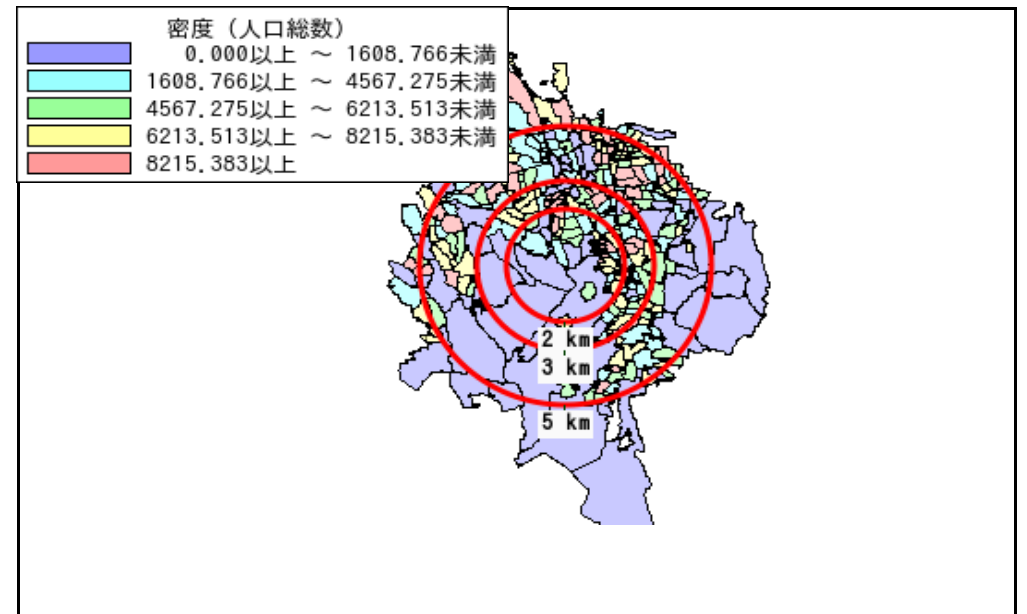 密度（人口総数）
0.000以上 ～ 1608.766未満
1608.766以上 ～ 4567.275未満
4567.275以上 ～ 6213.513未満
6213.513以上 ～ 8215.383未満
8215.383以上
2 km
3 km
5 km